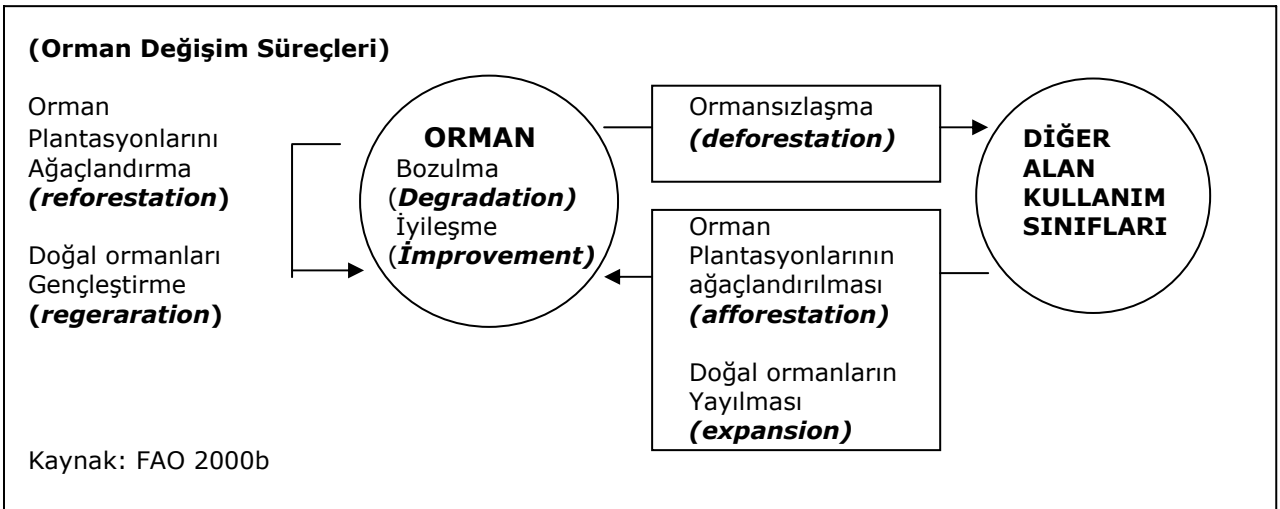 (Orman Değişim Süreçleri)
Orman
Plantasyonlarını
Ağaçlandırma
(reforestation)
Doğal ormanları
Gençleştirme
(regeraration)
ORMAN
Bozulma
(Degradation)
İyileşme
(İmprovement)
Ormansızlaşma
(deforestation)
Orman
Plantasyonlarının
ağaçlandırılması
(afforestation)
Doğal ormanların
Yayılması
(expansion)
DİĞER
ALAN
KULLANIM
SINIFLARI
Kaynak: FAO 2000b